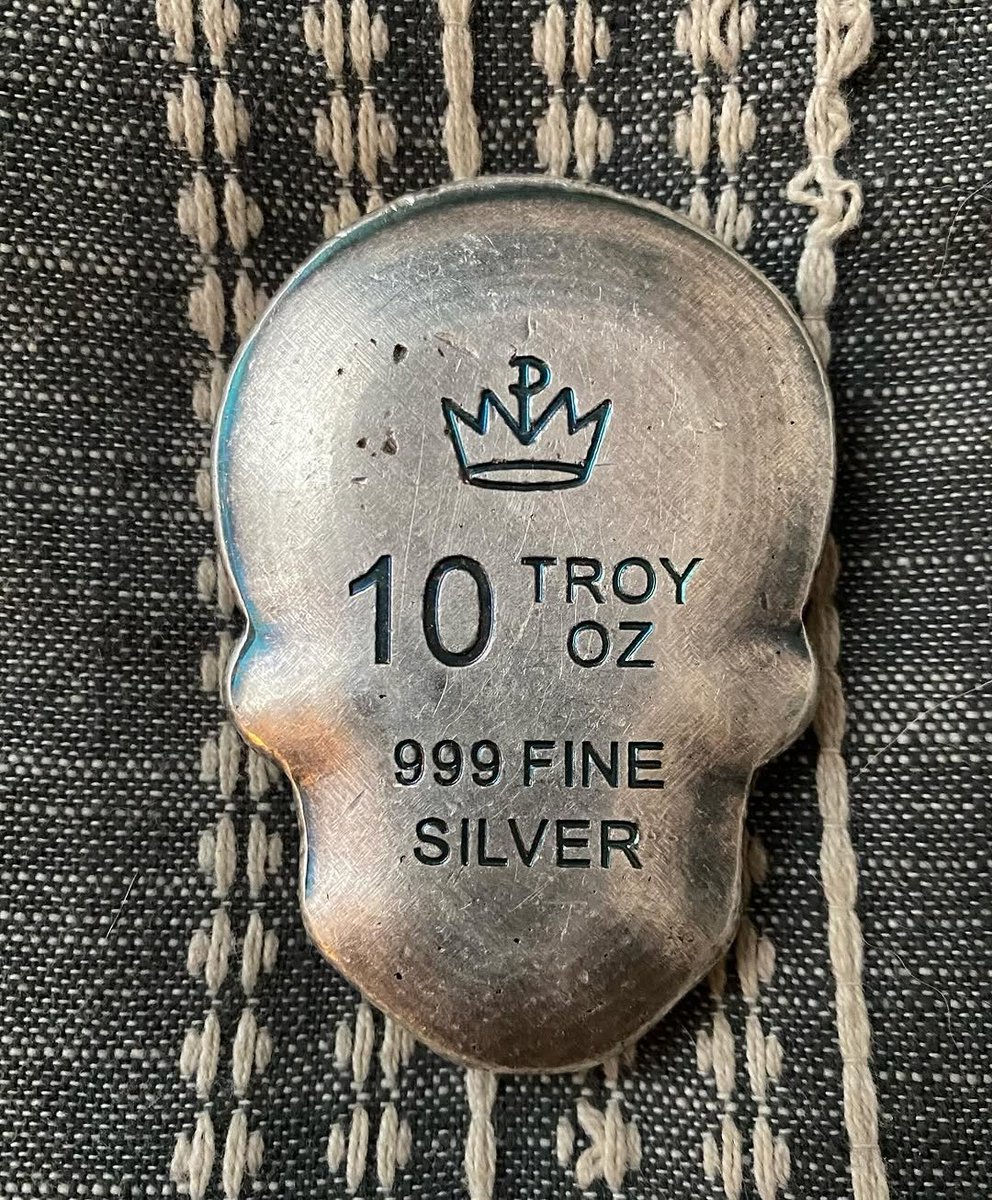 P
10 TROY
OZ
999 FINE
SILVER